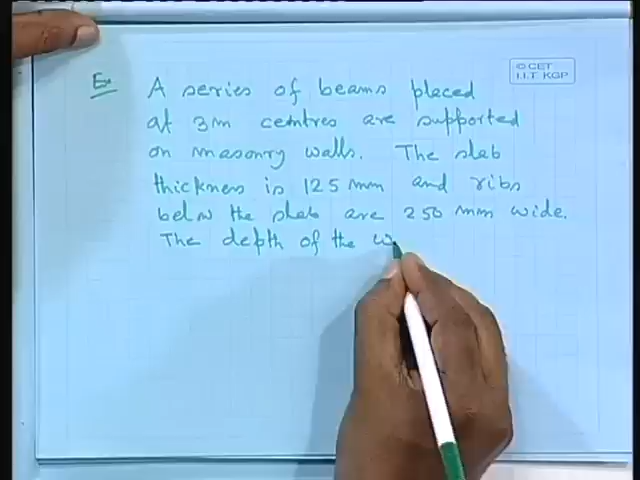 © CET
I.I.T. KGP
Ex. A series of beams placed
at 3m centres are supported
on masonry walls. The slab
thickness is 125 mm and ribs
below the slab are 250 mm wide.
The depth of the w